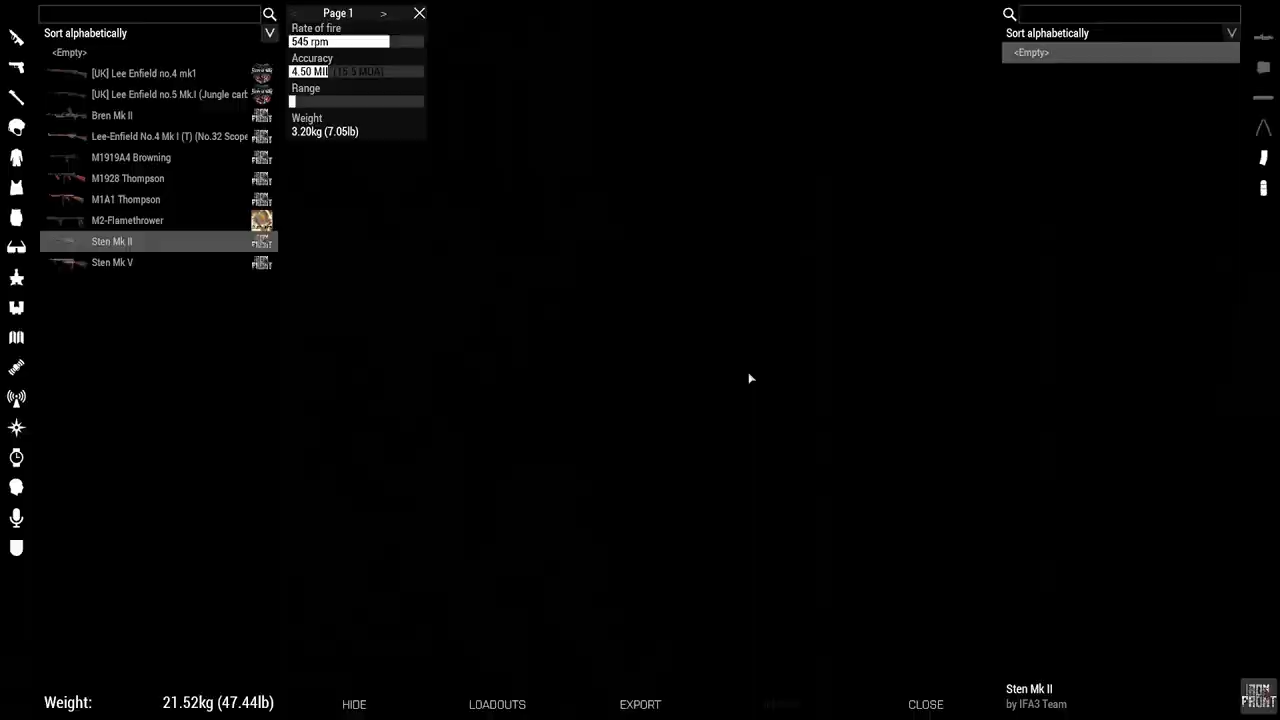 Sort alphabetically
<Empty>
[UK] Lee Enfield no.4 mk1
[UK] Lee Enfield no.5 Mk.I (Jungle carb
Bren Mk II
Lee-Enfield No.4 Mk I (T) (No.32 Scope
M1919A4 Browning
M1928 Thompson
M1A1 Thompson
M2-Flamethrower
Sten Mk II
Sten Mk V
Page 1 >
Rate of fire
545 rpm
Accuracy
Range
Weight
3.20kg (7.05lb)
Sort alphabetically
<Empty>
Weight: 21.52kg (47.44lb)
HIDE
LOADOUTS
EXPORT
CLOSE
Sten Mk II
by IFA3 Team
IRON
FRONT